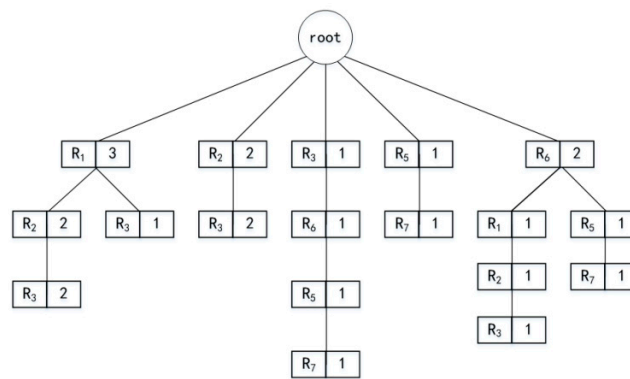 root
R₁ 3 R₂ 2 R₃ 1 R₅ 1 R₆ 2
R₂ 2 R₃ 1 R₃ 2 R₆ 1 R₇ 1 R₁ 1 R₅ 1
R₂ 1 R₇ 1
R₃ 2 R₅ 1
R₃ 1
R₇ 1